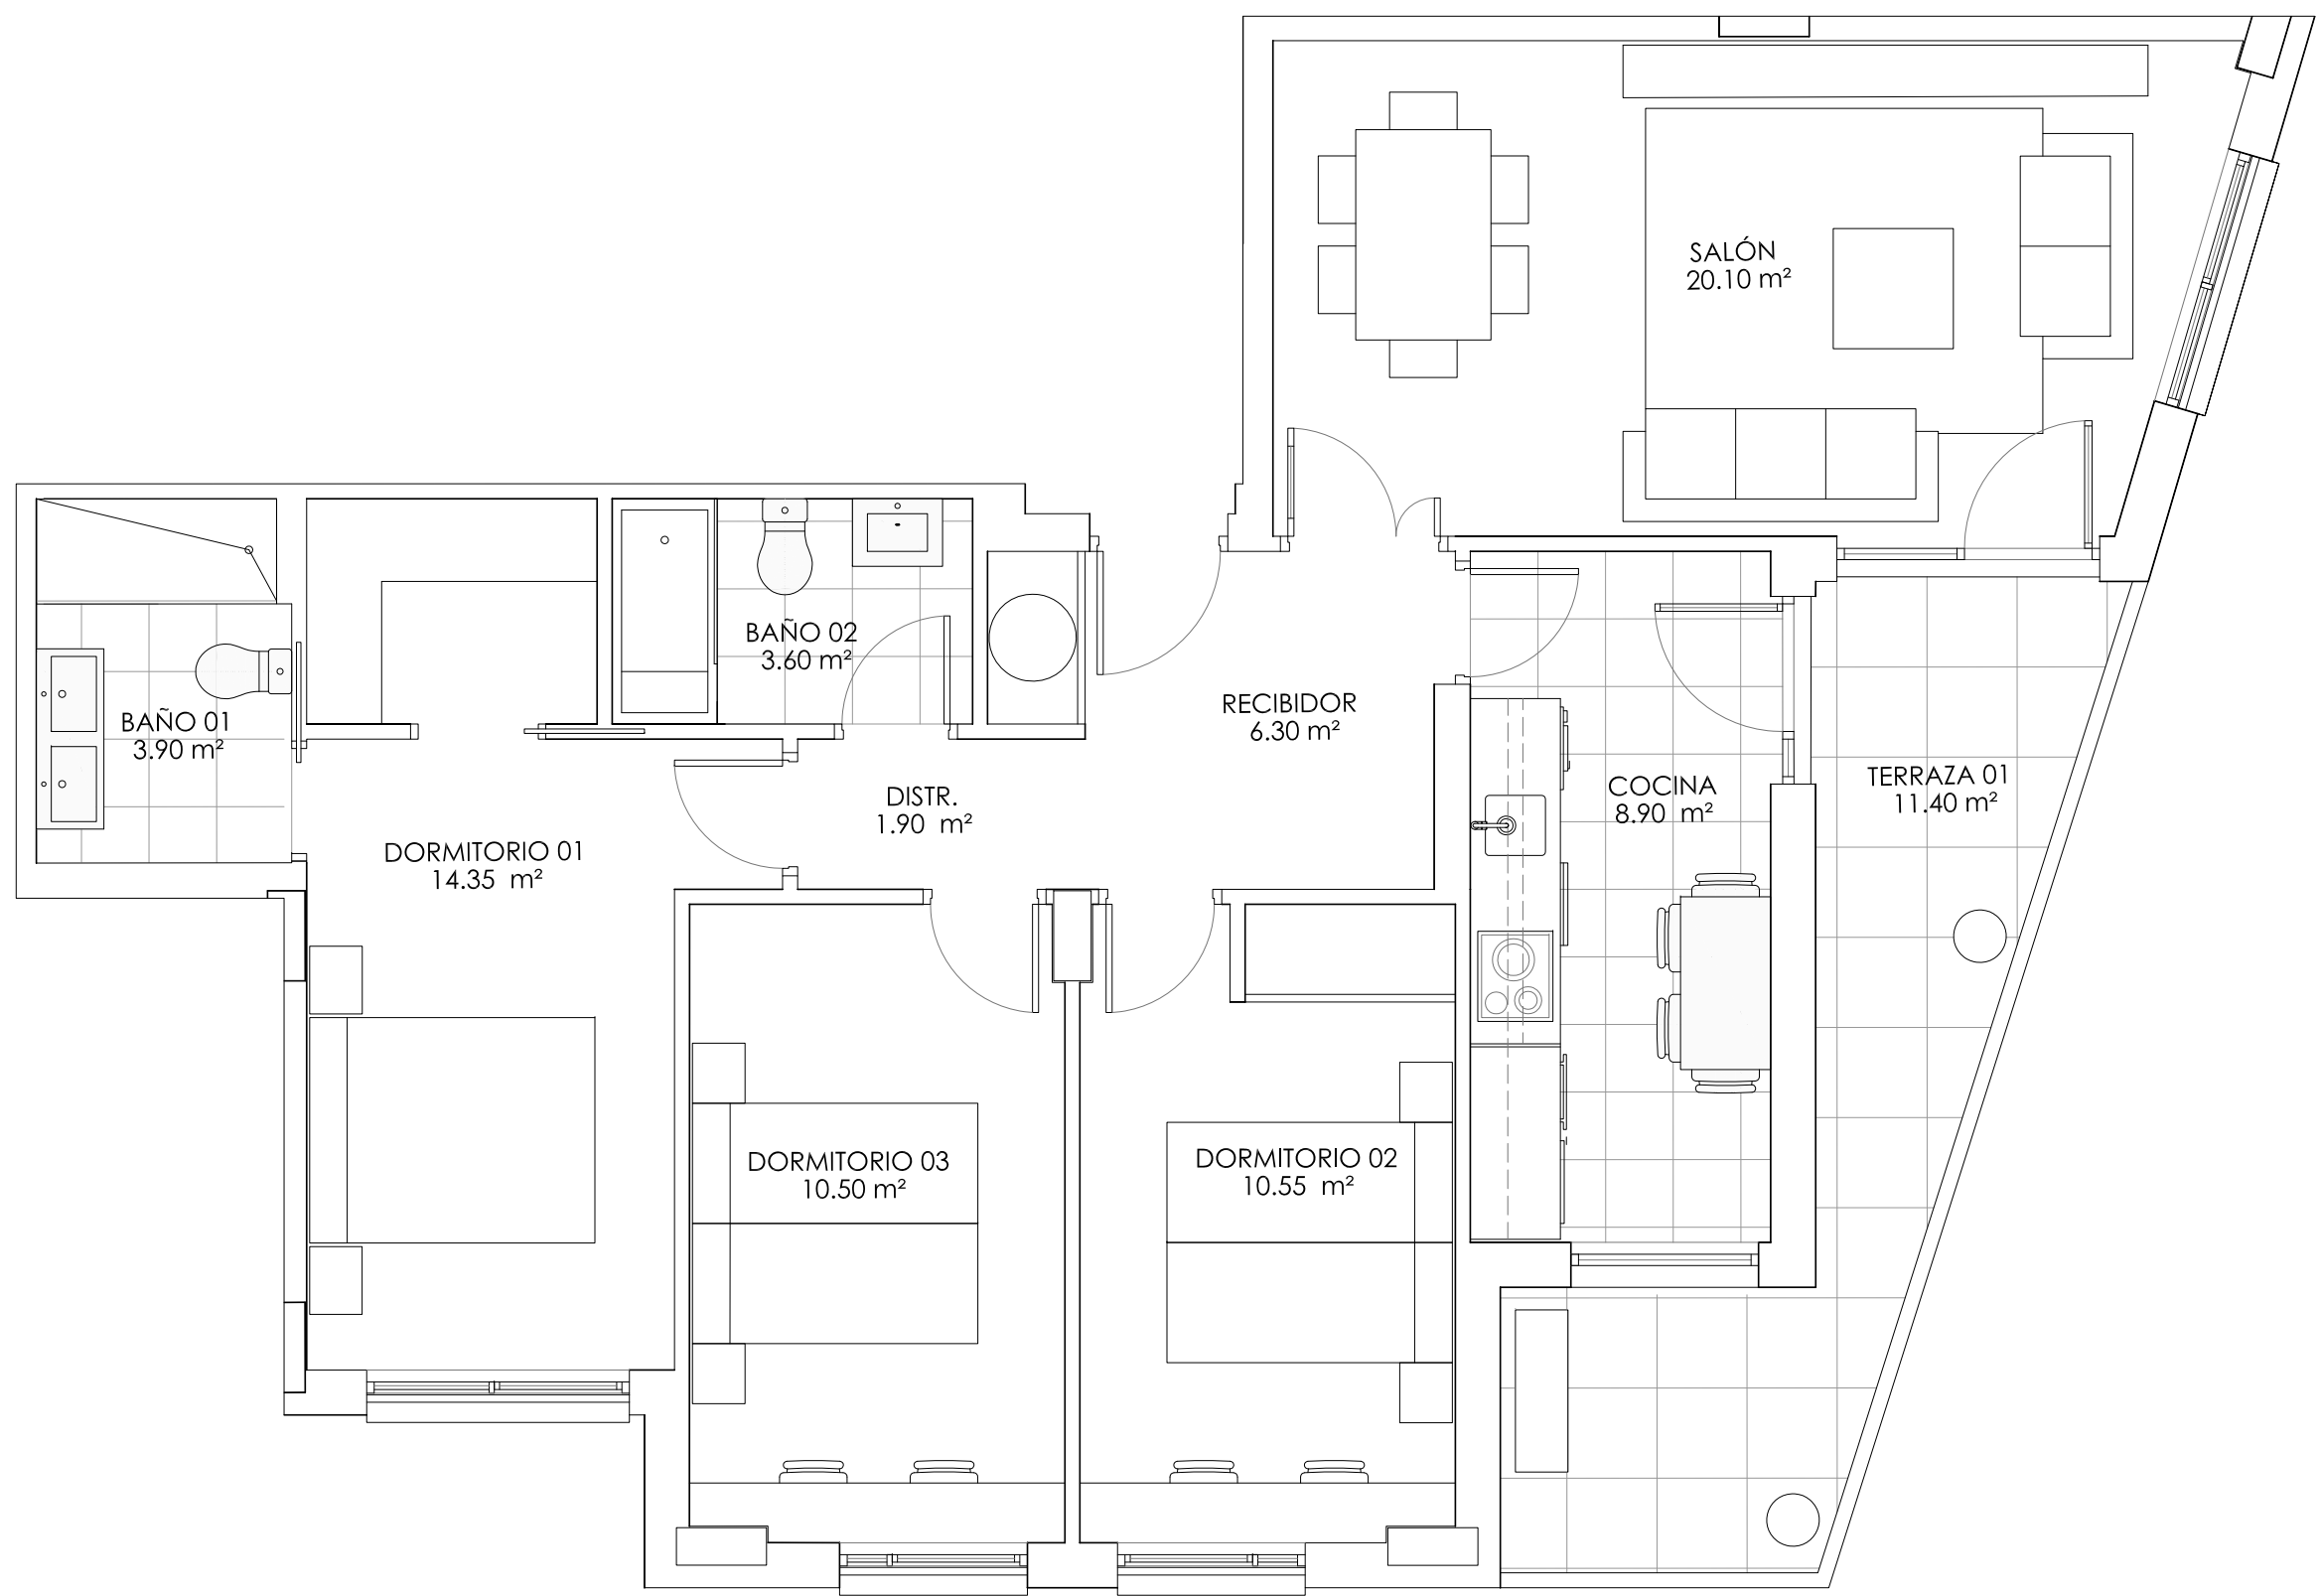 SALÓN
20.10 m²
BAÑO 02
3.60 m²
BAÑO 01
3.90 m²
RECIBIDOR
6.30 m²
DISTR.
1.90 m²
COCINA
8.90 m²
TERRAZA 01
11.40 m²
DORMITORIO 01
14.35 m²
DORMITORIO 03
10.50 m²
DORMITORIO 02
10.55 m²